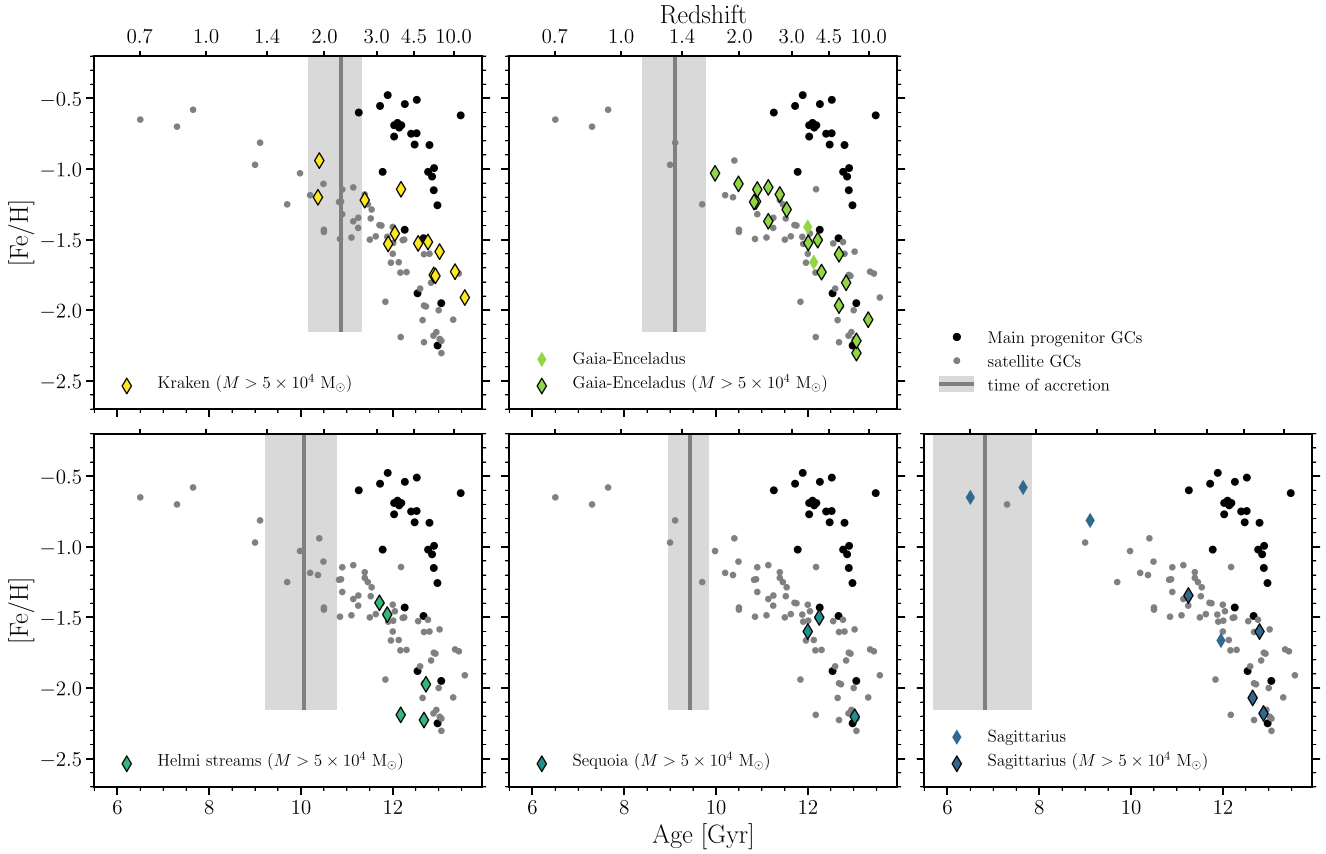 Redshift
0.7 1.0 1.4 2.0 3.0 4.5 10.0
0.7 1.0 1.4 2.0 3.0 4.5 10.0
[Fe/H]
−0.5
−1.0
−1.5
−2.0
−2.5
Kraken (M > 5 × 10⁴ M☉)
Gaia-Enceladus
Gaia-Enceladus (M > 5 × 10⁴ M☉)
Main progenitor GCs
satellite GCs
time of accretion
[Fe/H]
−0.5
−1.0
−1.5
−2.0
−2.5
Helmi streams (M > 5 × 10⁴ M☉)
Sequoia (M > 5 × 10⁴ M☉)
Sagittarius
Sagittarius (M > 5 × 10⁴ M☉)
6 8 10 12
6 8 10 12
6 8 10 12
Age [Gyr]